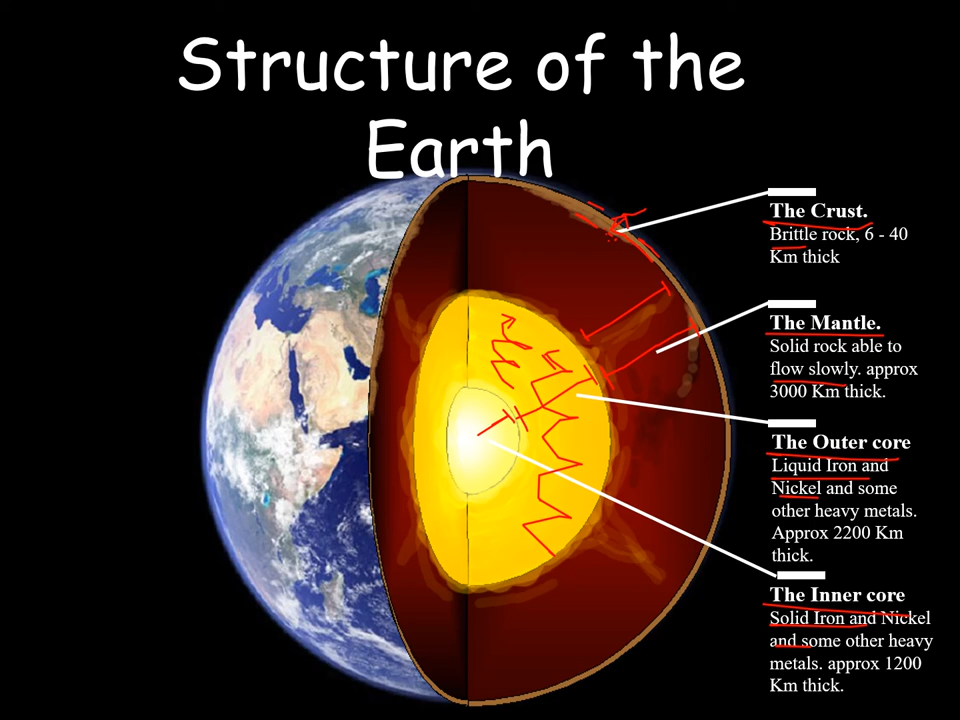 Structure of the
Earth
The Crust.
Brittle rock, 6 - 40
Km thick
The Mantle.
Solid rock able to
flow slowly. approx
3000 Km thick.
The Outer core
Liquid Iron and
Nickel and some
other heavy metals.
Approx 2200 Km
thick.
The Inner core
Solid Iron and Nickel
and some other heavy
metals. approx 1200
Km thick.